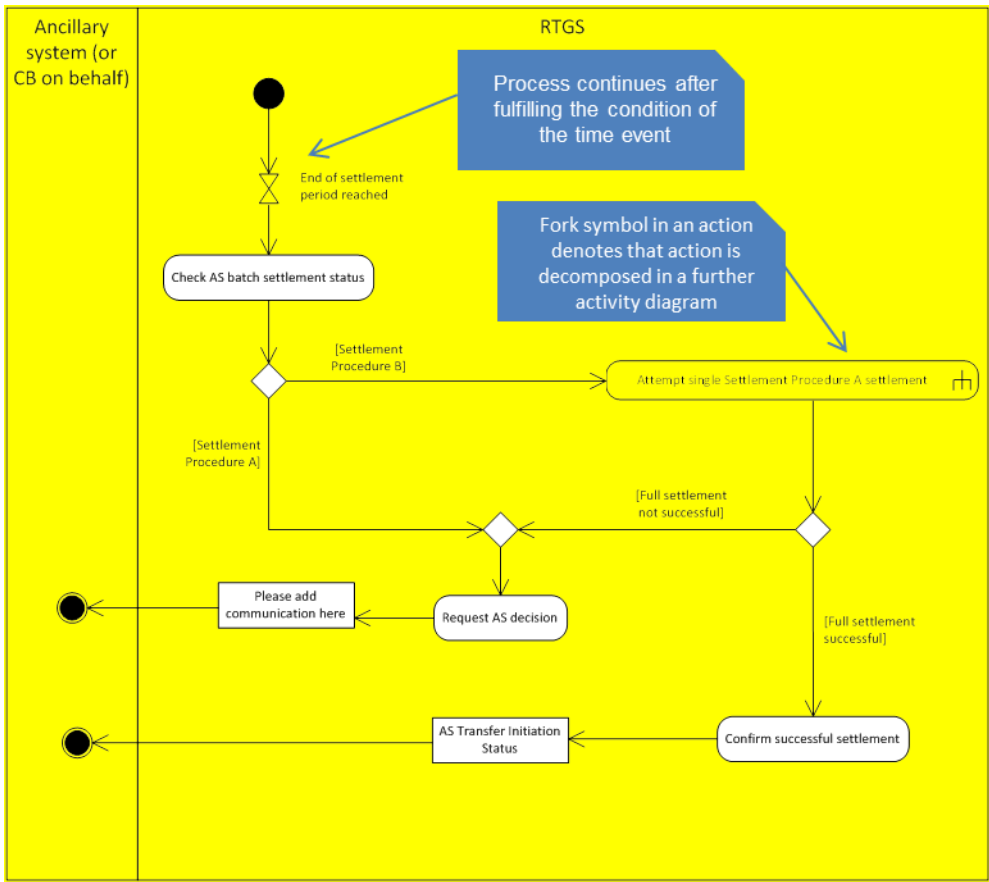 Ancillary
system (or
CB on behalf)
RTGS
Process continues after
fulfilling the condition of
the time event
End of settlement
period reached
Fork symbol in an action
denotes that action is
decomposed in a further
activity diagram
Check AS batch settlement status
[Settlement
Procedure B]
Attempt single Settlement Procedure A settlement
[Settlement
Procedure A]
[Full settlement
not successful]
Please add
communication here
Request AS decision
[Full settlement
successful]
AS Transfer Initiation
Status
Confirm successful settlement